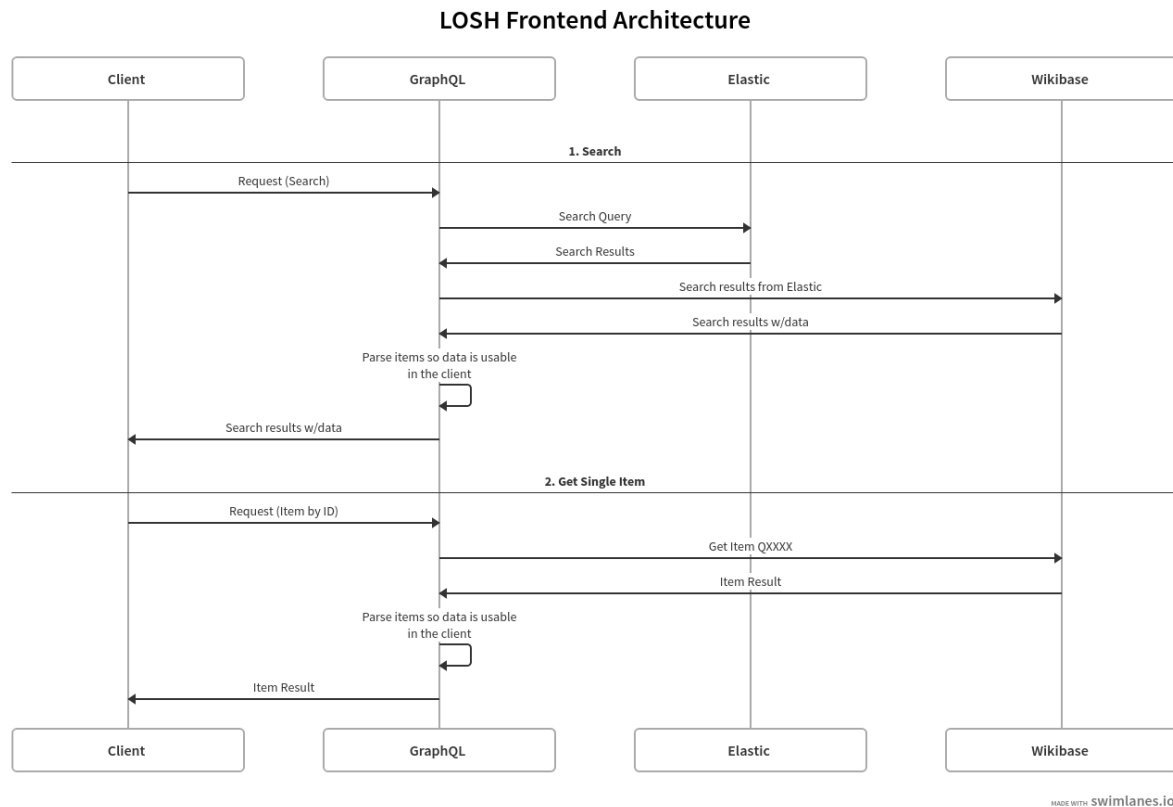 LOSH Frontend Architecture
Client
GraphQL
Elastic
Wikibase
1. Search
Request (Search)
Search Query
Search Results
Search results from Elastic
Search results w/data
Parse items so data is usable
in the client
Search results w/data
2. Get Single Item
Request (Item by ID)
Get Item QXXXX
Item Result
Parse items so data is usable
in the client
Item Result
Client
GraphQL
Elastic
Wikibase
MADE WITH swimlanes.io